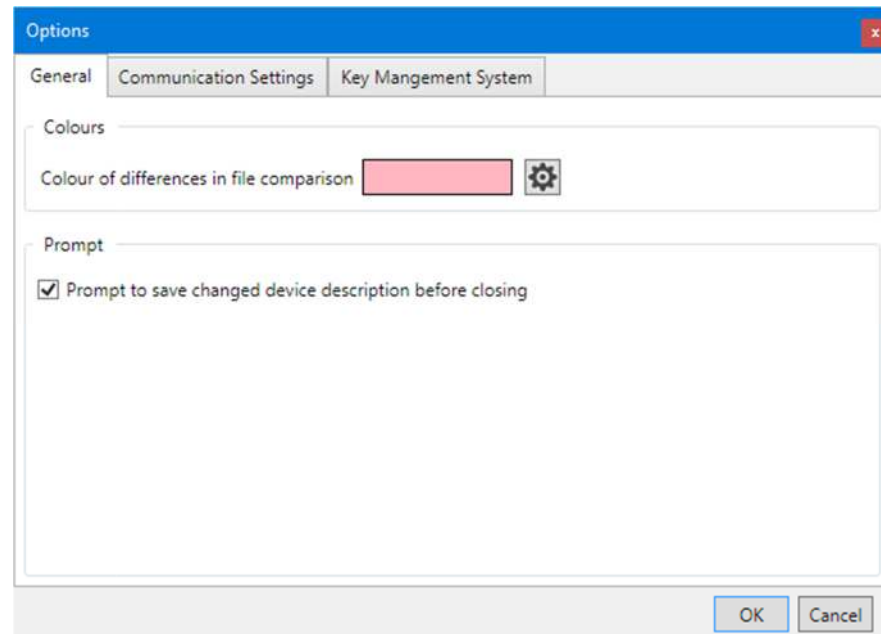 Options
x
General
Communication Settings
Key Mangement System
Colours
Colour of differences in file comparison
Prompt
Prompt to save changed device description before closing
OK
Cancel